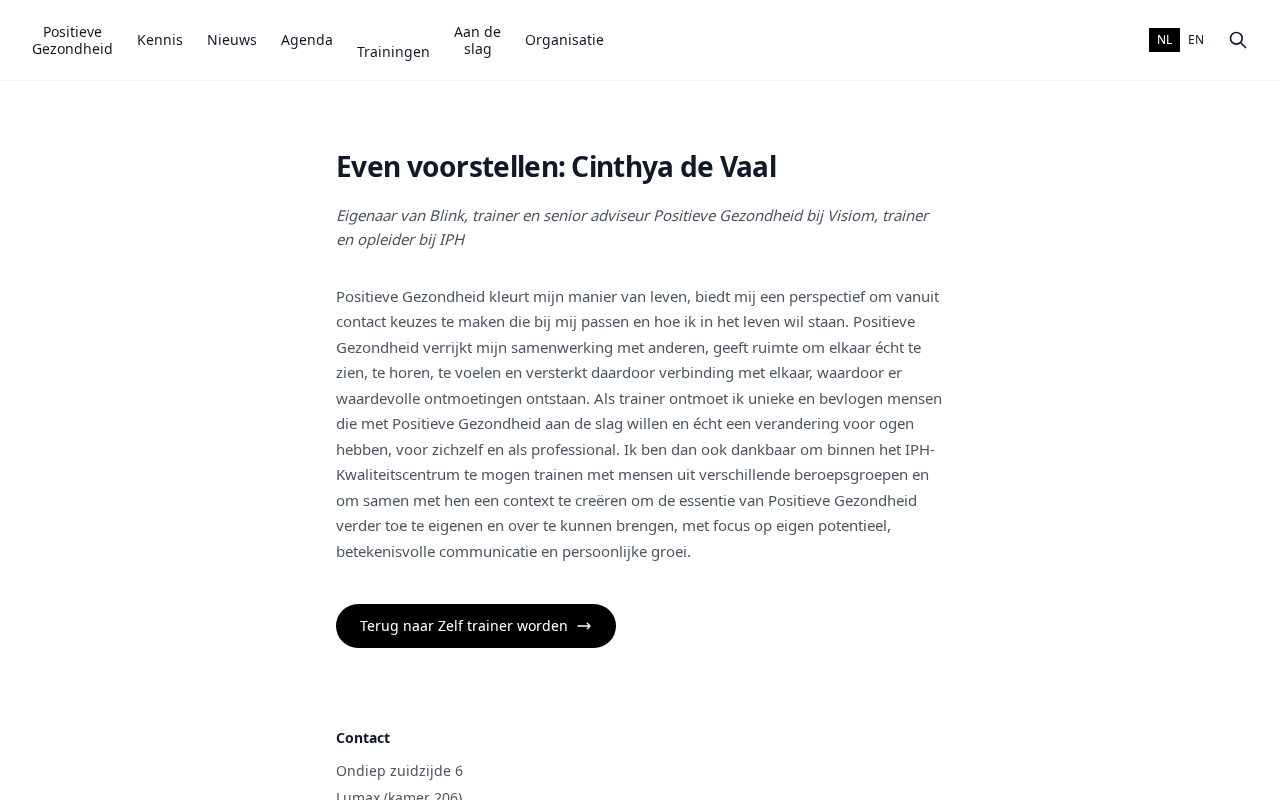 Positieve
Gezondheid
Kennis
Nieuws
Agenda
Trainingen
Aan de
slag
Organisatie
NL
EN
Even voorstellen: Cinthya de Vaal
Eigenaar van Blink, trainer en senior adviseur Positieve Gezondheid bij Visiom, trainer
en opleider bij IPH
Positieve Gezondheid kleurt mijn manier van leven, biedt mij een perspectief om vanuit
contact keuzes te maken die bij mij passen en hoe ik in het leven wil staan. Positieve
Gezondheid verrijkt mijn samenwerking met anderen, geeft ruimte om elkaar écht te
zien, te horen, te voelen en versterkt daardoor verbinding met elkaar, waardoor er
waardevolle ontmoetingen ontstaan. Als trainer ontmoet ik unieke en bevlogen mensen
die met Positieve Gezondheid aan de slag willen en écht een verandering voor ogen
hebben, voor zichzelf en als professional. Ik ben dan ook dankbaar om binnen het IPH-
Kwaliteitscentrum te mogen trainen met mensen uit verschillende beroepsgroepen en
om samen met hen een context te creëren om de essentie van Positieve Gezondheid
verder toe te eigenen en over te kunnen brengen, met focus op eigen potentieel,
betekenisvolle communicatie en persoonlijke groei.
Terug naar Zelf trainer worden →
Contact
Ondiep zuidzijde 6
Lumax (kamer 206)